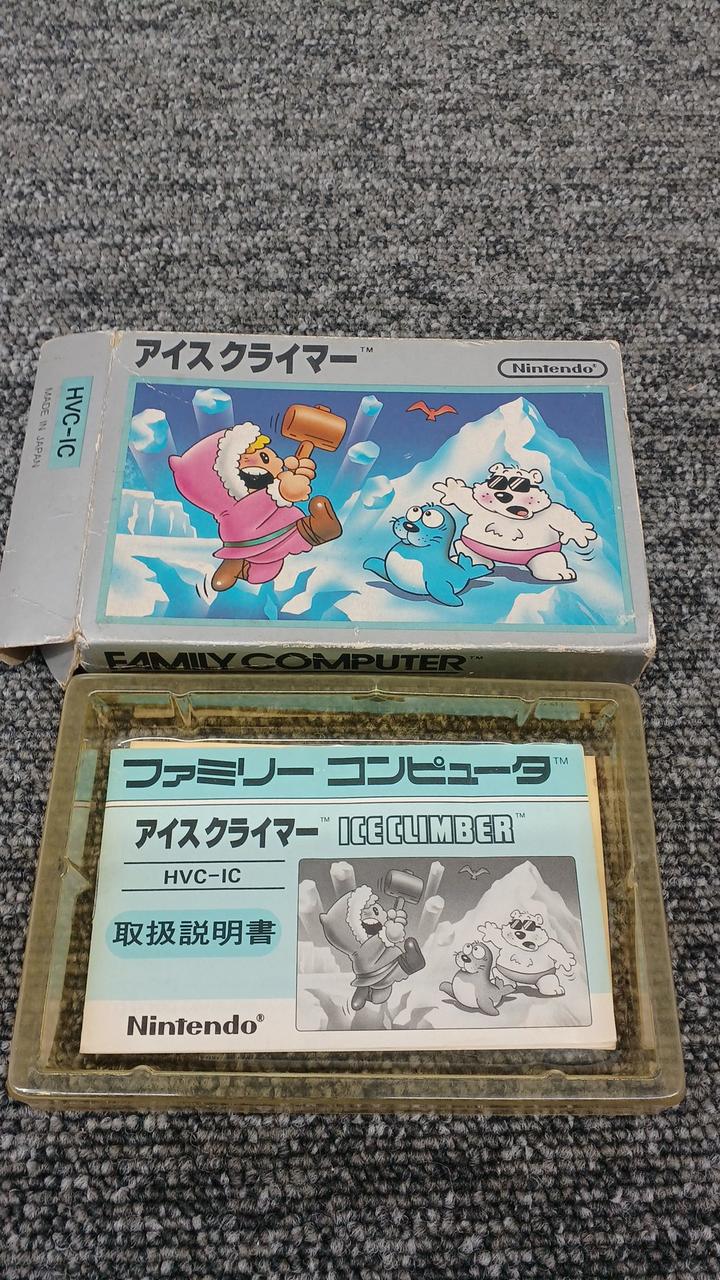 アイスクライマー™
Nintendo®
HVC-IC
MADE IN JAPAN
FAMILY COMPUTER™
ファミリー コンピュータ™
アイスクライマー™ ICE CLIMBER™
HVC-IC
取扱説明書
Nintendo®